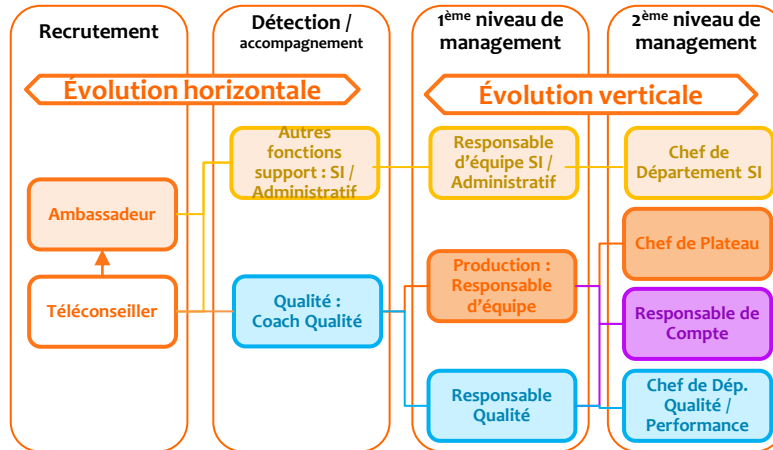 Recrutement
Détection /
accompagnement
1ème niveau de
management
2ème niveau de
management
Évolution horizontale
Évolution verticale
Autres
fonctions
support : SI /
Administratif
Responsable
d'équipe SI /
Administratif
Chef de
Département SI
Ambassadeur
Téléconseiller
Qualité :
Coach Qualité
Production :
Responsable
d'équipe
Chef de Plateau
Responsable de
Compte
Responsable
Qualité
Chef de Dép.
Qualité /
Performance